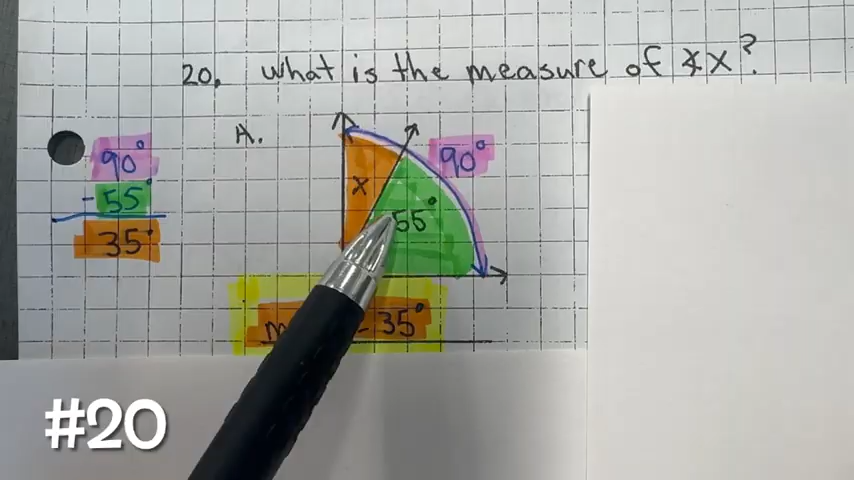 20. What is the measure of ∡x?
A.
90°
- 55°
35°
x
55°
90°
m = 35°
#20